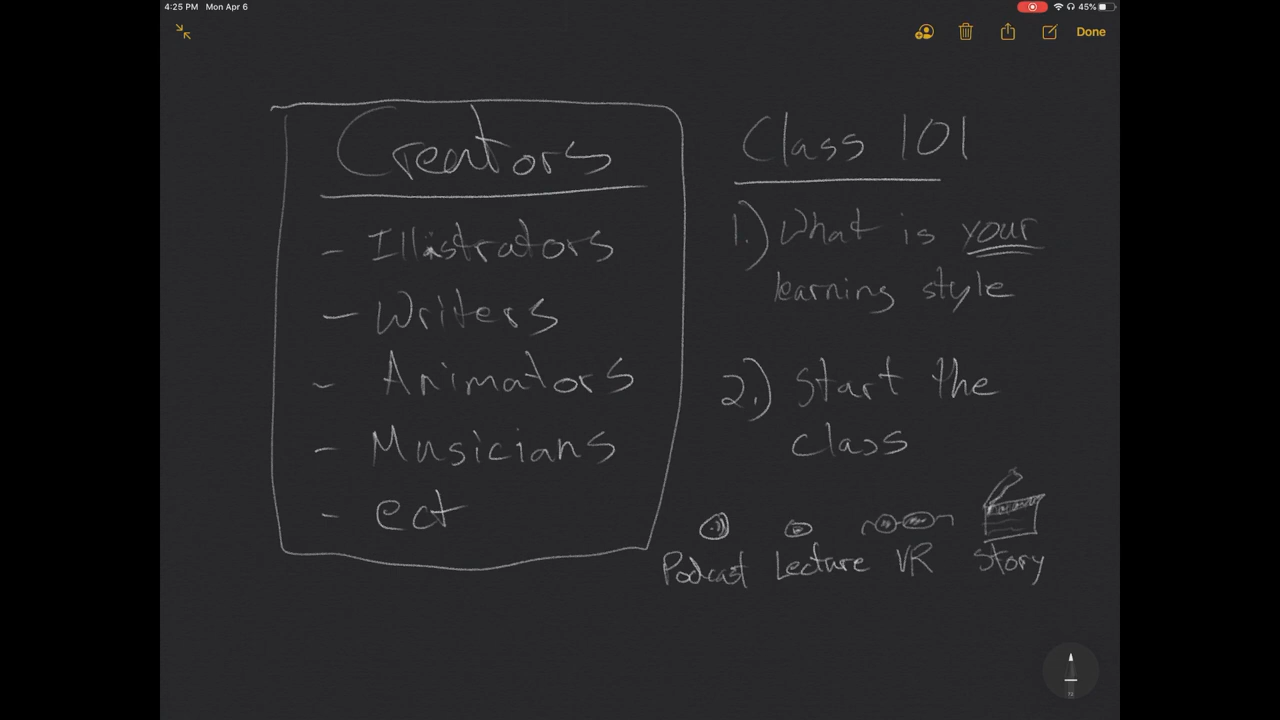 4:25 PM Mon Apr 6
45%
Done
Creators
- Illistrators
- Writers
- Animators
- Musicians
- ect
Class 101
1.) What is your
learning style
2.) Start the
class
Podcast Lecture VR Story
N